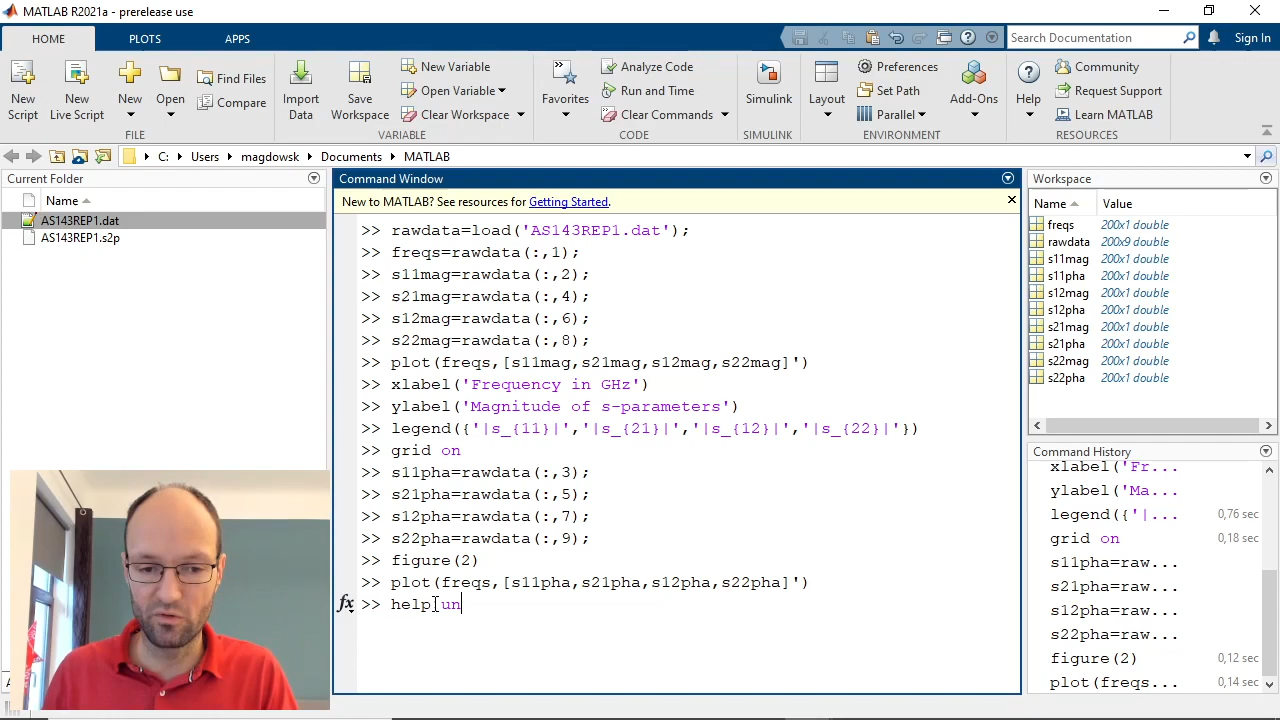 MATLAB R2021a - prerelease use
HOME PLOTS APPS Search Documentation Sign In
New Script
New Live Script
New
Open
Find Files
Compare
FILE
Import Data
Save Workspace
New Variable
Open Variable
Clear Workspace
VARIABLE
Favorites
Analyze Code
Run and Time
Clear Commands
CODE
Simulink
SIMULINK
Layout
Preferences
Set Path
Parallel
Add-Ons
ENVIRONMENT
Help
Community
Request Support
Learn MATLAB
RESOURCES
C: Users magdowsk Documents MATLAB
Current Folder
Name
AS143REP1.dat
AS143REP1.s2p
Command Window
New to MATLAB? See resources for Getting Started.
>> rawdata=load('AS143REP1.dat');
>> freqs=rawdata(:,1);
>> s11mag=rawdata(:,2);
>> s21mag=rawdata(:,4);
>> s12mag=rawdata(:,6);
>> s22mag=rawdata(:,8);
>> plot(freqs,[s11mag,s21mag,s12mag,s22mag]')
>> xlabel('Frequency in GHz')
>> ylabel('Magnitude of s-parameters')
>> legend({'|s_{11}|','|s_{21}|','|s_{12}|','|s_{22}|'})
>> grid on
>> s11pha=rawdata(:,3);
>> s21pha=rawdata(:,5);
>> s12pha=rawdata(:,7);
>> s22pha=rawdata(:,9);
>> figure(2)
>> plot(freqs,[s11pha,s21pha,s12pha,s22pha]')
fx >> help un
Workspace
Name Value
freqs 200x1 double
rawdata 200x9 double
s11mag 200x1 double
s11pha 200x1 double
s12mag 200x1 double
s12pha 200x1 double
s21mag 200x1 double
s21pha 200x1 double
s22mag 200x1 double
s22pha 200x1 double
Command History
xlabel('Fr...
ylabel('Ma...
legend({'|... 0,76 sec
grid on 0,18 sec
s11pha=raw...
s21pha=raw...
s12pha=raw...
s22pha=raw...
figure(2) 0,12 sec
plot(freqs... 0,14 sec